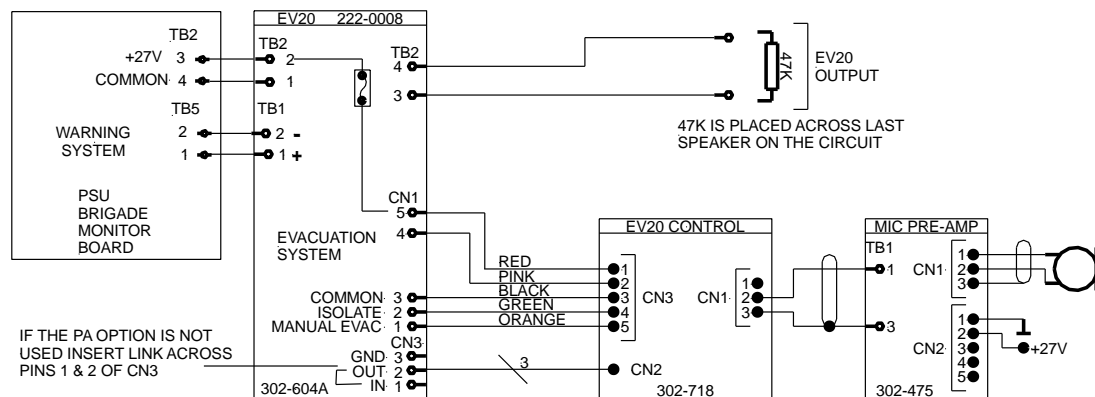 EV20 222-0008
TB2
+27V 3
COMMON 4
TB5
2
1
WARNING
SYSTEM
PSU
BRIGADE
MONITOR
BOARD
TB2
2
1
TB1
2 -
1 +
TB2
4
3
CN1
5
4
EVACUATION
SYSTEM
COMMON 3
ISOLATE 2
MANUAL EVAC 1
CN3
GND 3
OUT 2
IN 1
302-604A
IF THE PA OPTION IS NOT
USED INSERT LINK ACROSS
PINS 1 & 2 OF CN3
47K
EV20
OUTPUT
47K IS PLACED ACROSS LAST
SPEAKER ON THE CIRCUIT
RED
PINK
BLACK
GREEN
ORANGE
3
EV20 CONTROL
1
2
3
4
5
CN3
CN2
CN1
1
2
3
302-718
MIC PRE-AMP
TB1
1
3
CN1
1
2
3
CN2
1
2
3
4
5
+27V
302-475